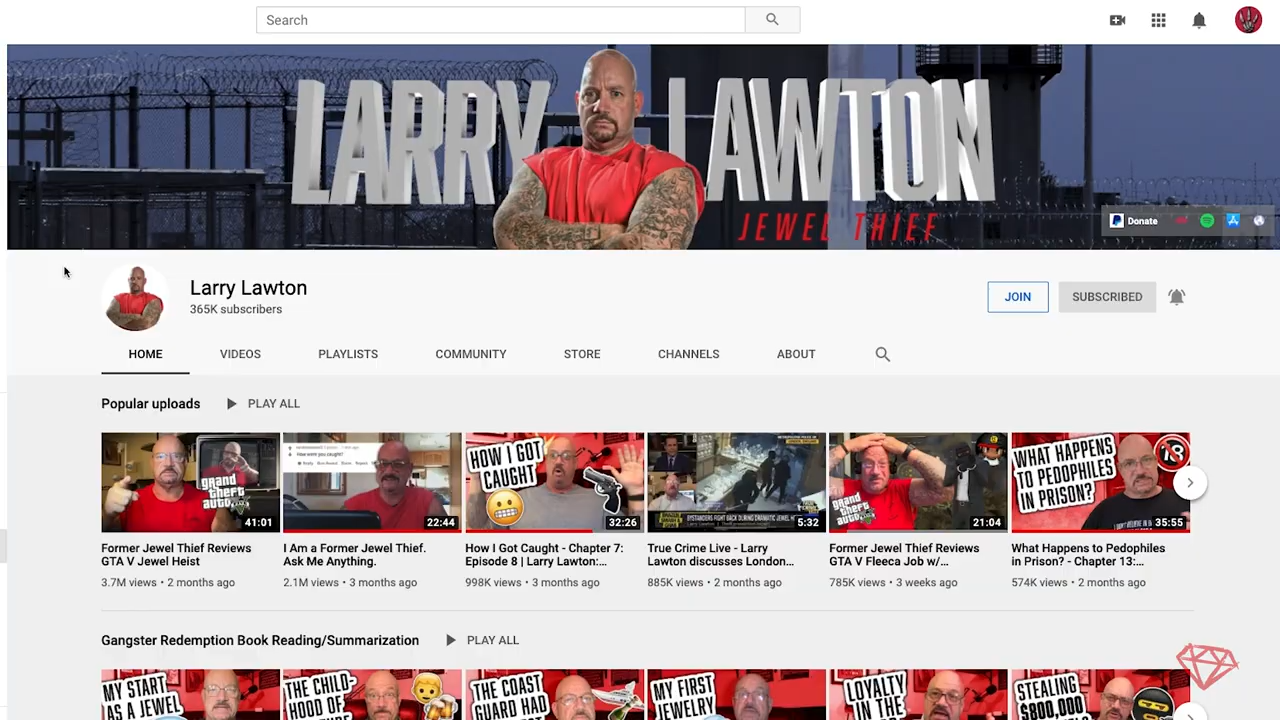 Search
LARRY LAWTON
JEWEL THIEF
Donate
Larry Lawton
365K subscribers
JOIN
SUBSCRIBED
HOME
VIDEOS
PLAYLISTS
COMMUNITY
STORE
CHANNELS
ABOUT
Popular uploads
PLAY ALL
grand
theft
auto
41:01
How were you caught?
22:44
HOW I GOT
CAUGHT
32:26
5:32
grand
theft
auto
21:04
WHAT HAPPENS
TO PEDOPHILES
IN PRISON?
18
35:55
Former Jewel Thief Reviews
GTA V Jewel Heist
3.7M views • 2 months ago
I Am a Former Jewel Thief.
Ask Me Anything.
2.1M views • 3 months ago
How I Got Caught - Chapter 7:
Episode 8 | Larry Lawton:...
998K views • 3 months ago
True Crime Live - Larry
Lawton discusses London...
885K views • 2 months ago
Former Jewel Thief Reviews
GTA V Fleeca Job w/...
785K views • 3 weeks ago
What Happens to Pedophiles
in Prison? - Chapter 13:...
574K views • 2 months ago
Gangster Redemption Book Reading/Summarization
PLAY ALL
MY START
AS A JEWEL
THE CHILD-
HOOD OF
THE COAST
GUARD HAD
MY FIRST
JEWELRY
LOYALTY
IN THE
STEALING
$800,000